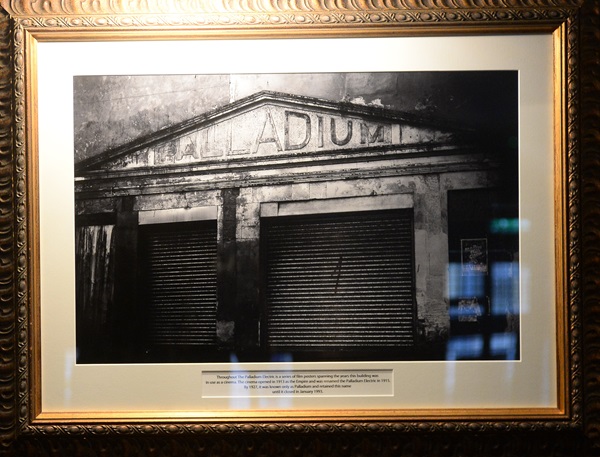 PALLADIUM
Throughout The Palladium Electric is a series of film posters spanning the years this building was
in use as a cinema. The cinema opened in 1913 as the Empire and was renamed the Palladium Electric in 1915.
By 1927, it was known only as Palladium and retained this name
until it closed in January 1993.